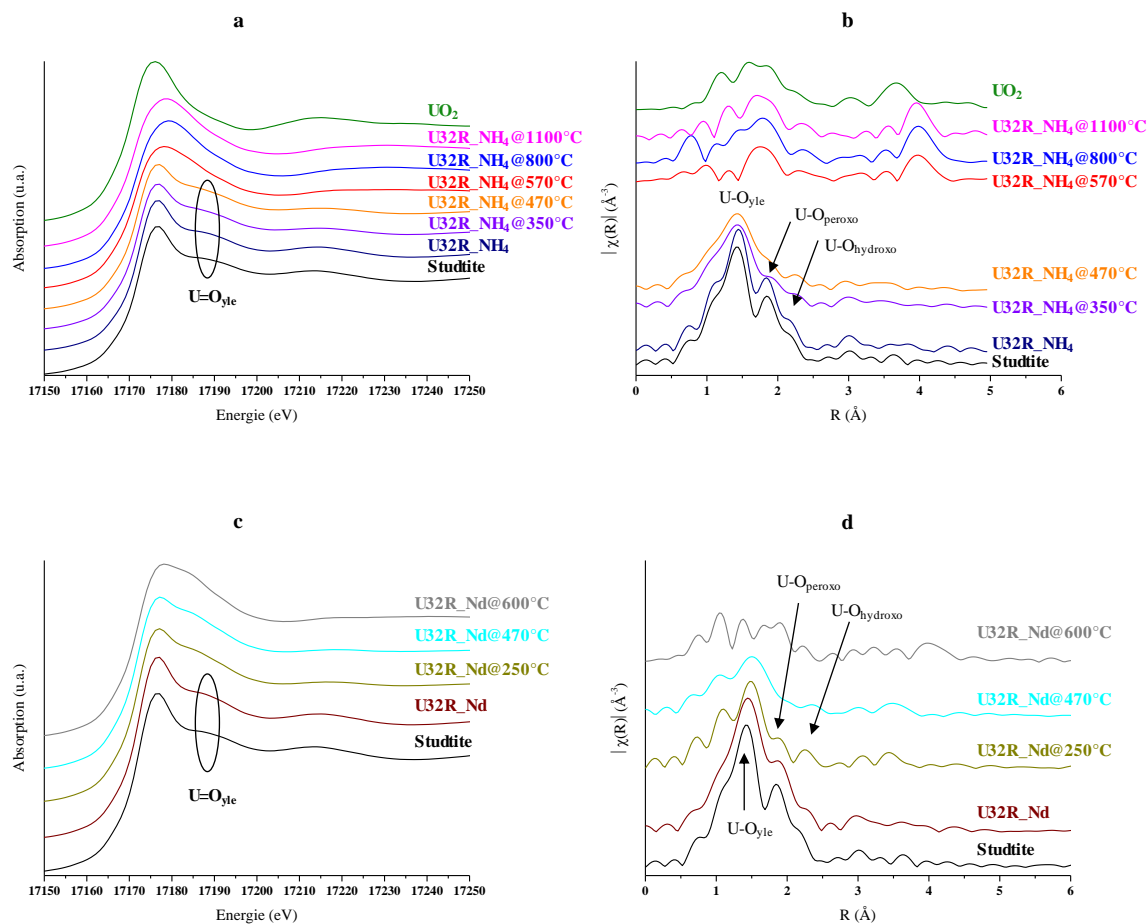 a
Absorption (u.a.)
UO₂
U32R_NH₄@1100°C
U32R_NH₄@800°C
U32R_NH₄@570°C
U32R_NH₄@470°C
U32R_NH₄@350°C
U32R_NH₄
Studtite
U=Oyle
17150 17160 17170 17180 17190 17200 17210 17220 17230 17240 17250
Energie (eV)
b
| χ(R)| (Å⁻³)
UO₂
U32R_NH₄@1100°C
U32R_NH₄@800°C
U32R_NH₄@570°C
U-Oyle
U-Operoxo
U-Ohydroxo
U32R_NH₄@470°C
U32R_NH₄@350°C
U32R_NH₄
Studtite
0 1 2 3 4 5 6
R (Å)
c
Absorption (u.a.)
U32R_Nd@600°C
U32R_Nd@470°C
U32R_Nd@250°C
U32R_Nd
Studtite
U=Oyle
17150 17160 17170 17180 17190 17200 17210 17220 17230 17240 17250
Energie (eV)
d
| χ(R)| (Å⁻³)
U-Operoxo
U-Ohydroxo
U32R_Nd@600°C
U32R_Nd@470°C
U32R_Nd@250°C
U32R_Nd
U-Oyle
Studtite
0 1 2 3 4 5 6
R (Å)